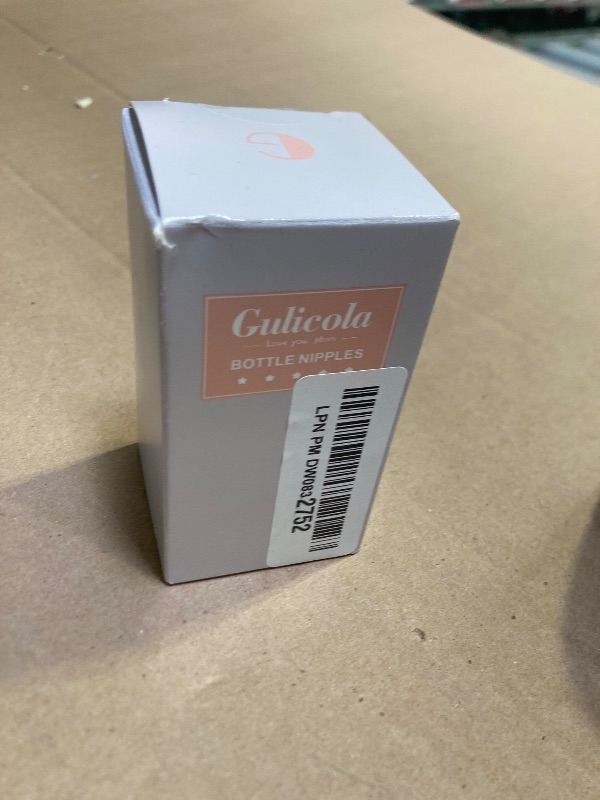 Gulicola
Love you, Mom
BOTTLE NIPPLES
LPN PM DW0832752